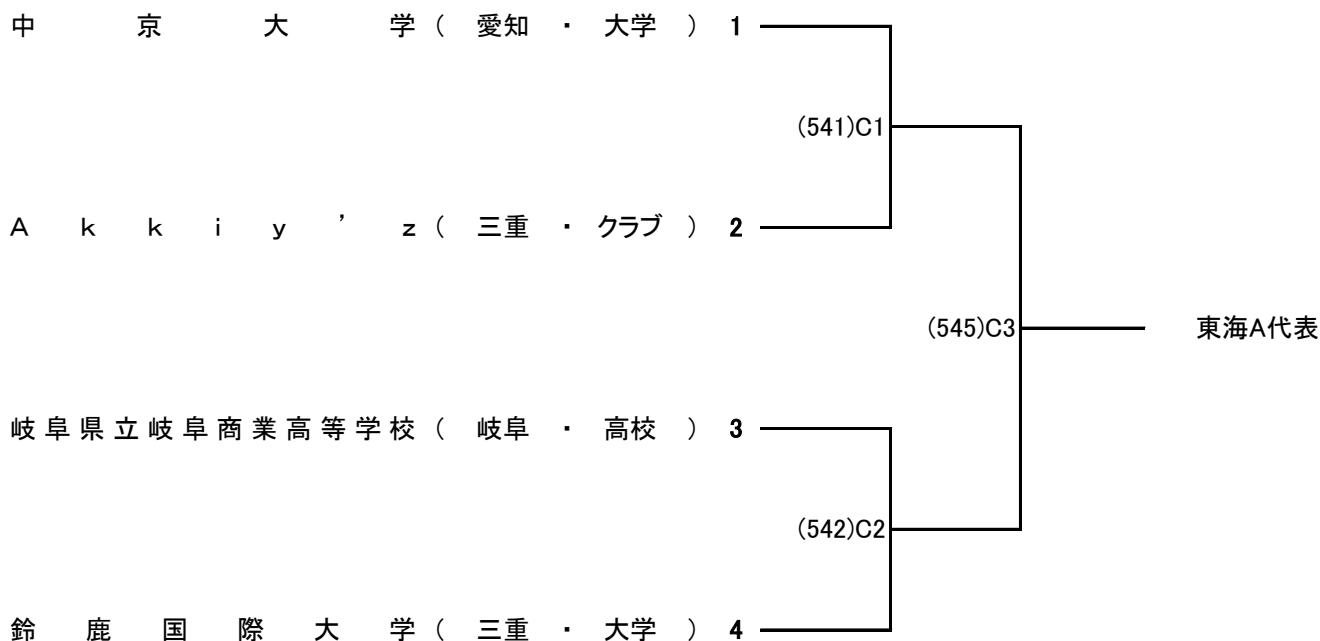 中京大学 ( 愛知 ・ 大学 ) 1
(541)C1
Akkiy'z ( 三重 ・ クラブ ) 2
(545)C3 東海A代表
岐阜県立岐阜商業高等学校 ( 岐阜 ・ 高校 ) 3
(542)C2
鈴鹿国際大学 ( 三重 ・ 大学 ) 4